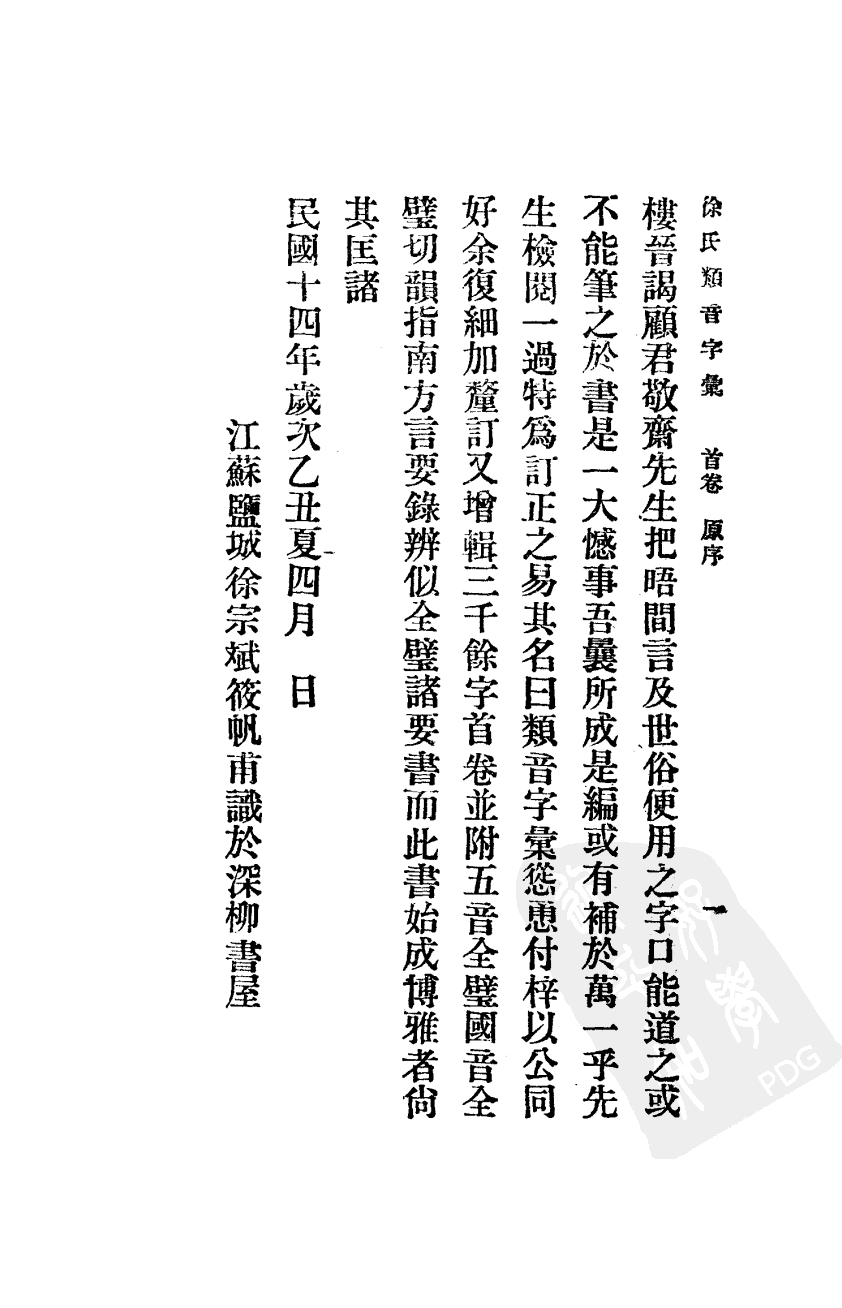 徐氏類音字彙　首卷　原序　一
樓晉謁顧君敬齋先生把晤間言及世俗便用之字口能道之或
不能筆之於書是一大憾事吾曩所成是編或有補於萬一乎先
生檢閱一過特爲訂正之易其名曰類音字彙慫恿付梓以公同
好余復細加釐訂又增輯三千餘字首卷並附五音全璧國音全
璧切韻指南方言要錄辨似全璧諸要書而此書始成博雅者尙
其匡諸
民國十四年歲次乙丑夏四月　日
江蘇鹽城徐宗斌筱帆甫識於深柳書屋
PDG